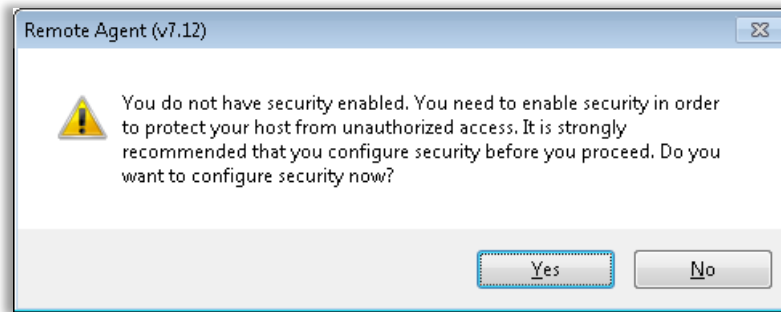 Remote Agent (v7.12)
You do not have security enabled. You need to enable security in order
to protect your host from unauthorized access. It is strongly
recommended that you configure security before you proceed. Do you
want to configure security now?
Yes
No